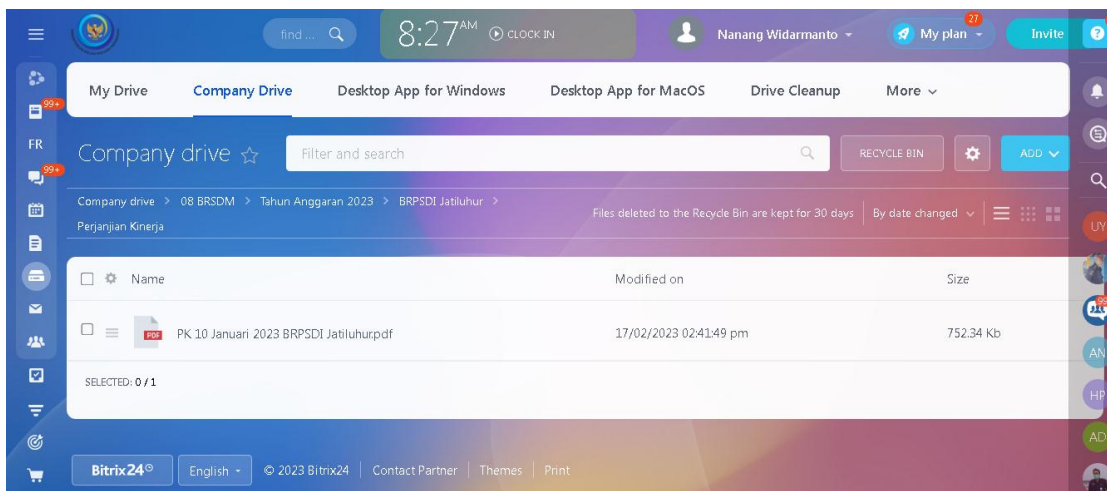 find ...
8:27 AM CLOCK IN
Nanang Widarmanto
27
My plan
Invite
?
My Drive
Company Drive
Desktop App for Windows
Desktop App for MacOS
Drive Cleanup
More
99+
FR
99+
Company drive
Filter and search
RECYCLE BIN
ADD
Company drive > 08 BRSDM > Tahun Anggaran 2023 > BRPSDI Jatiluhur >
Perjanjian Kinerja
Files deleted to the Recycle Bin are kept for 30 days
By date changed
UY
Name
Modified on
Size
PDF
PK 10 Januari 2023 BRPSDI Jatiluhur.pdf
17/02/2023 02:41:49 pm
752.34 Kb
SELECTED: 0 / 1
AN
HP
AD
Bitrix24
English
© 2023 Bitrix24
Contact Partner
Themes
Print